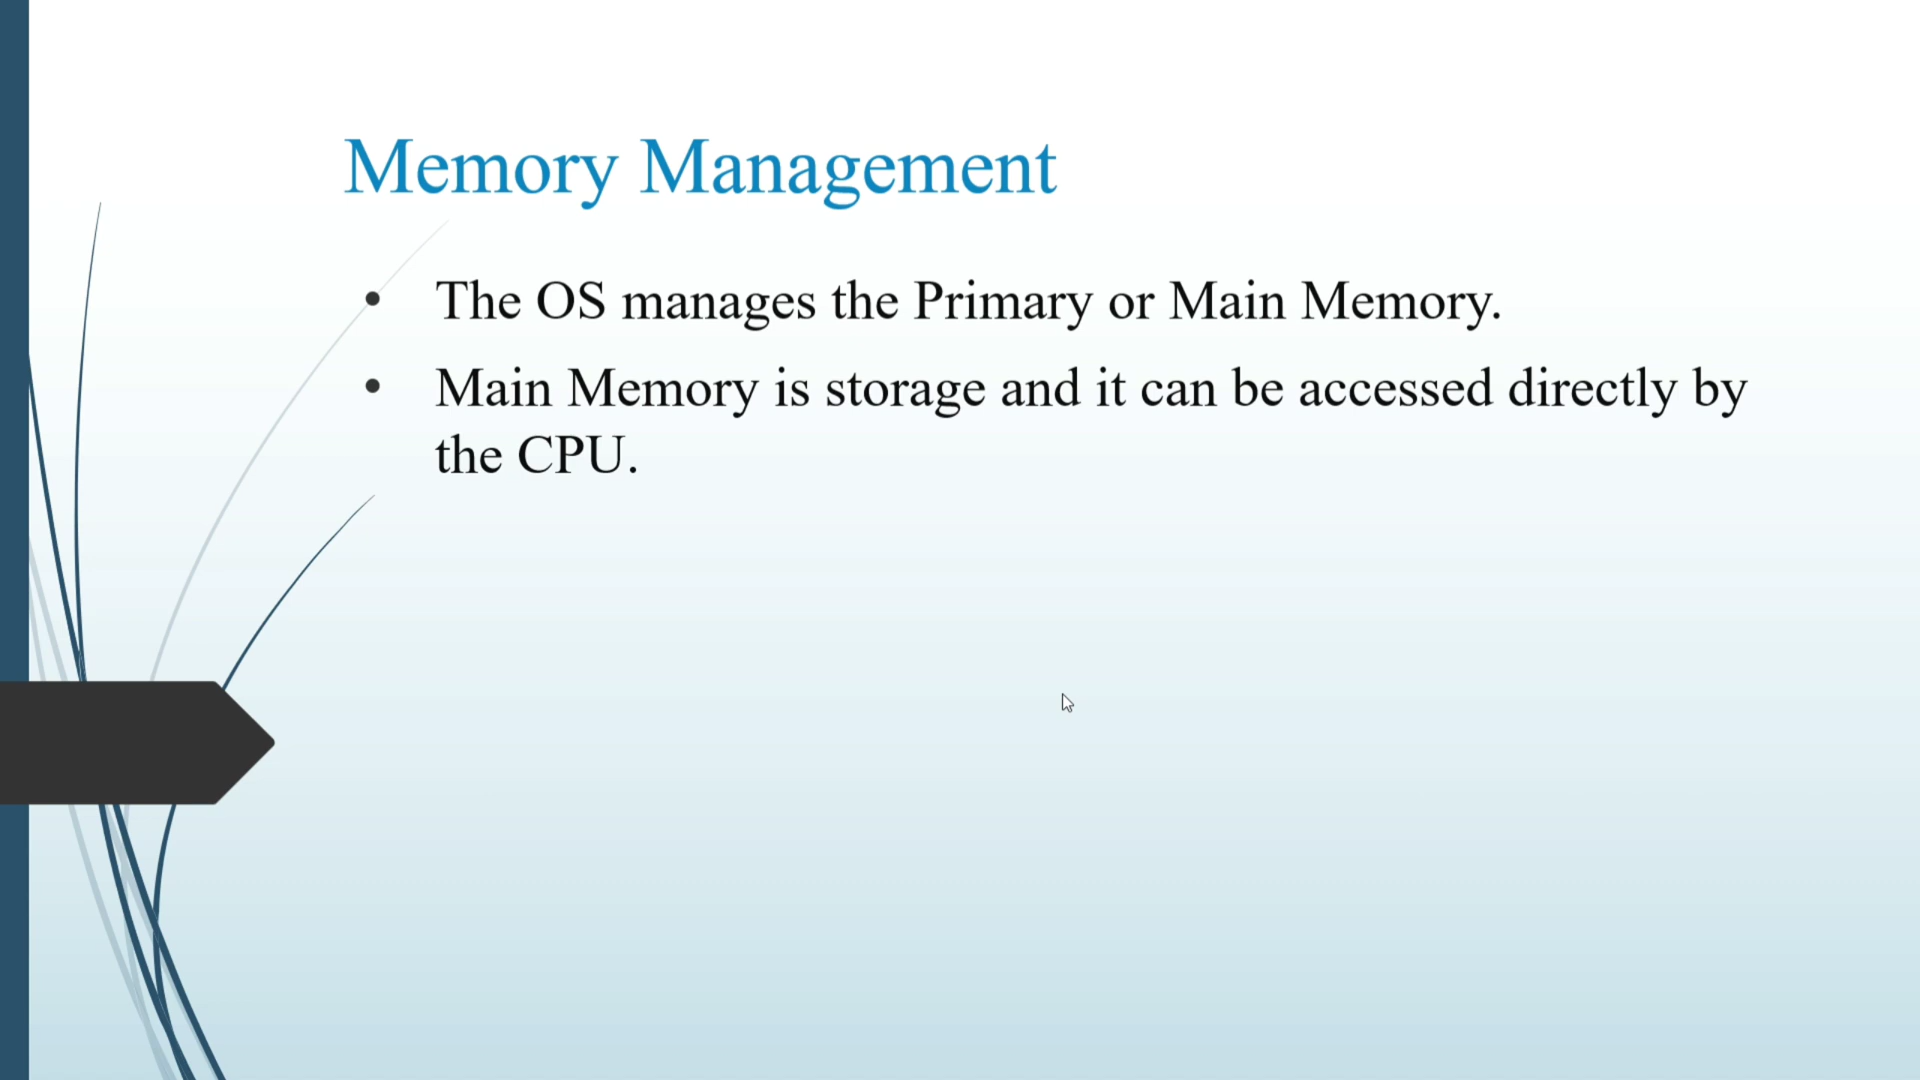 Memory Management
• The OS manages the Primary or Main Memory.
• Main Memory is storage and it can be accessed directly by
the CPU.